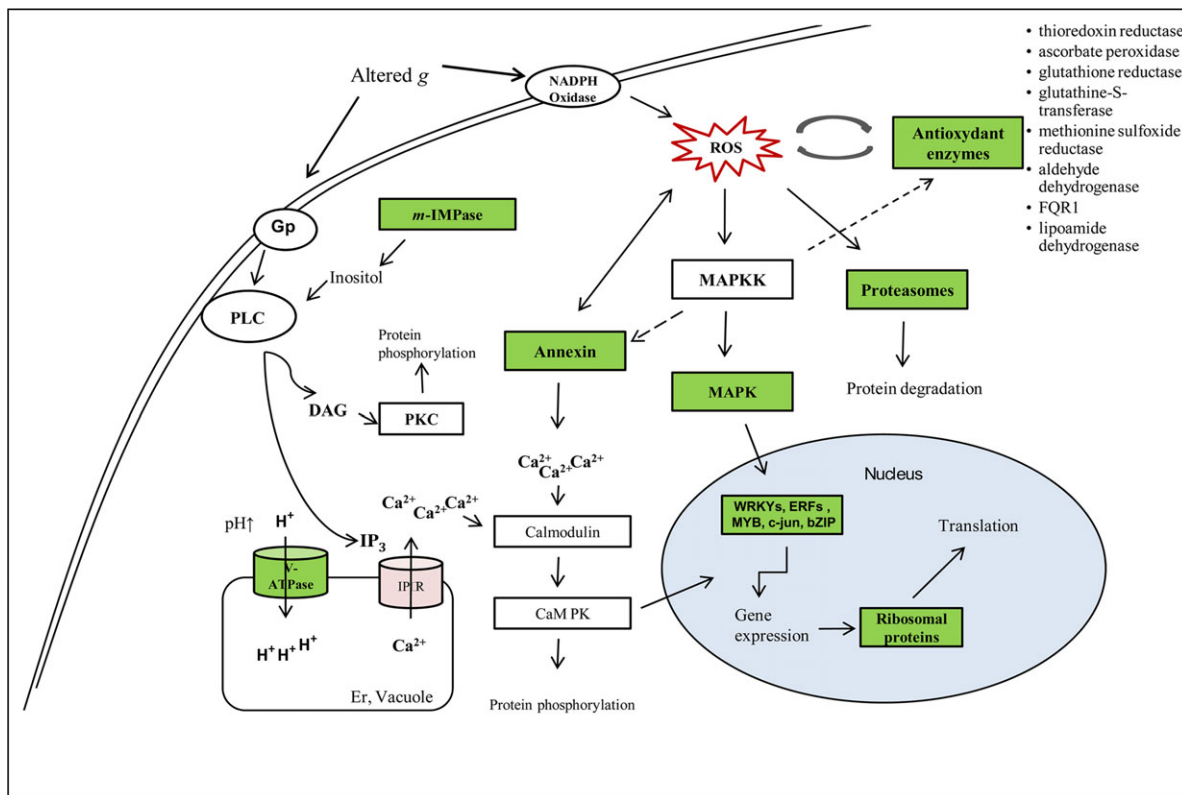 Altered g
NADPH
Oxidase
ROS
Antioxydant
enzymes
• thioredoxin reductase
• ascorbate peroxidase
• glutathione reductase
• glutathine-S-
transferase
• methionine sulfoxide
reductase
• aldehyde
dehydrogenase
• FQR1
• lipoamide
dehydrogenase
Gp
m-IMPase
Inositol
PLC
MAPKK
Proteasomes
Protein
phosphorylation
Annexin
MAPK
Protein degradation
DAG
PKC
Ca2+ Ca2+ Ca2+
Nucleus
WRKYs, ERFs ,
MYB, c-jun, bZIP
Translation
Gene
expression
Ribosomal
proteins
Ca2+ Ca2+ Ca2+
Calmodulin
CaM PK
Protein phosphorylation
pH↑
H+
IP3
V-
ATPase
H+ H+ H+
Ca2+
Er, Vacuole